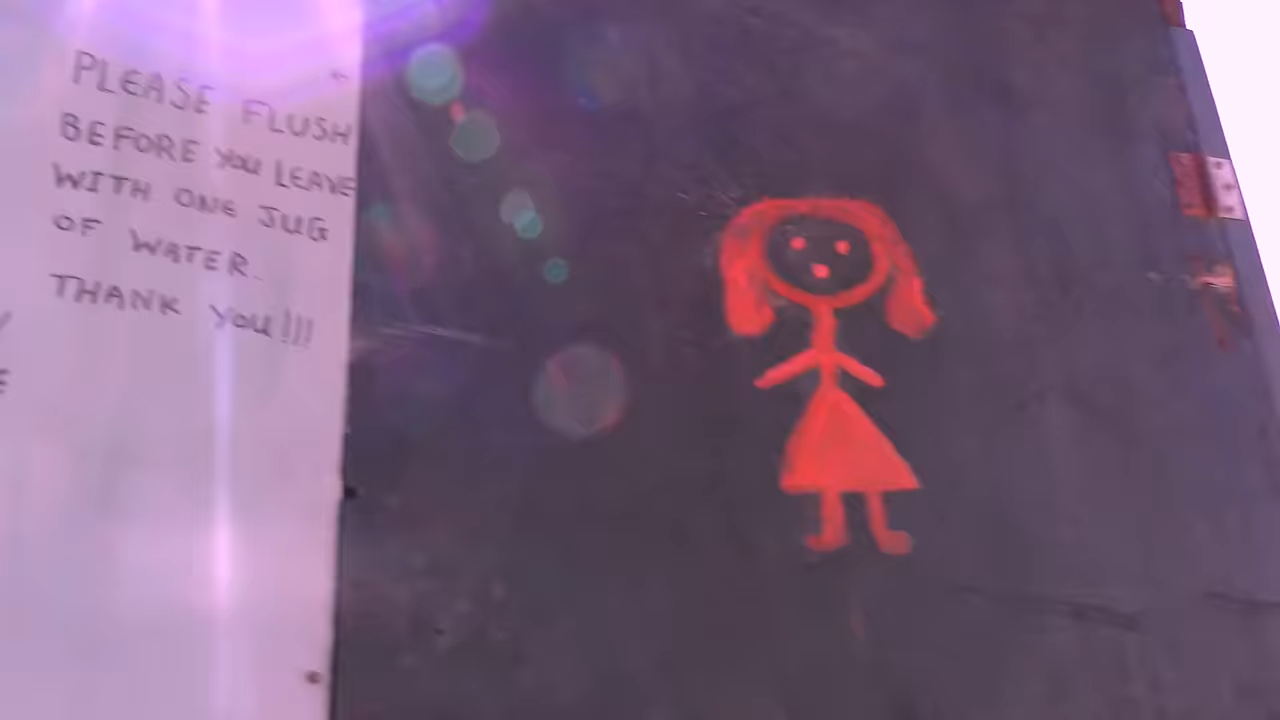 PLEASE FLUSH
BEFORE you LEAVE
WITH ONE JUG
OF WATER.
THANK you!!!